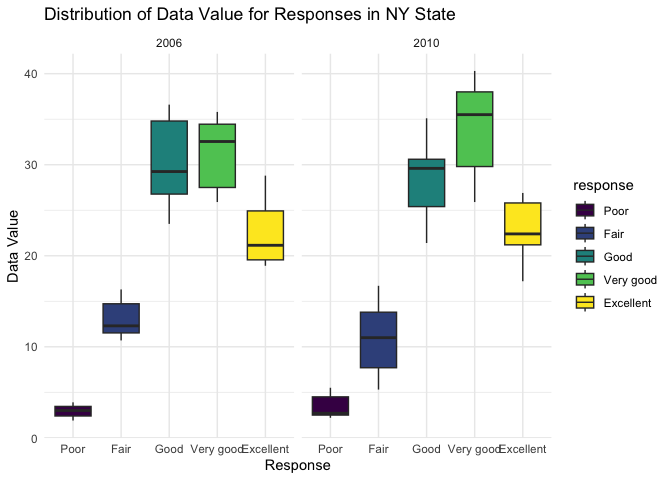 Distribution of Data Value for Responses in NY State
2006
2010
40
30
20
10
0
Data Value
Poor
Fair
Good
Very good
Excellent
Poor
Fair
Good
Very good
Excellent
Response
response
Poor
Fair
Good
Very good
Excellent